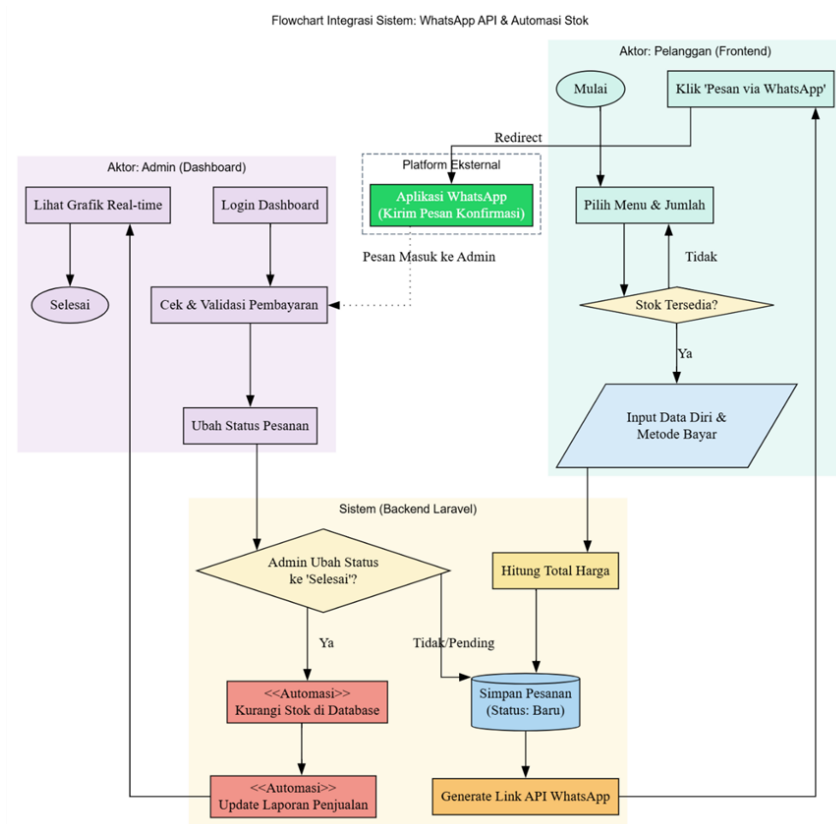 Flowchart Integrasi Sistem: WhatsApp API & Automasi Stok
Aktor: Pelanggan (Frontend)
Mulai
Klik 'Pesan via WhatsApp'
Redirect
Platform Eksternal
Aplikasi WhatsApp
(Kirim Pesan Konfirmasi)
Pesan Masuk ke Admin
Pilih Menu & Jumlah
Tidak
Stok Tersedia?
Ya
Input Data Diri &
Metode Bayar
Aktor: Admin (Dashboard)
Lihat Grafik Real-time
Login Dashboard
Selesai
Cek & Validasi Pembayaran
Ubah Status Pesanan
Sistem (Backend Laravel)
Admin Ubah Status
ke 'Selesai'?
Hitung Total Harga
Ya
Tidak/Pending
<<Automasi>>
Kurangi Stok di Database
Simpan Pesanan
(Status: Baru)
<<Automasi>>
Update Laporan Penjualan
Generate Link API WhatsApp